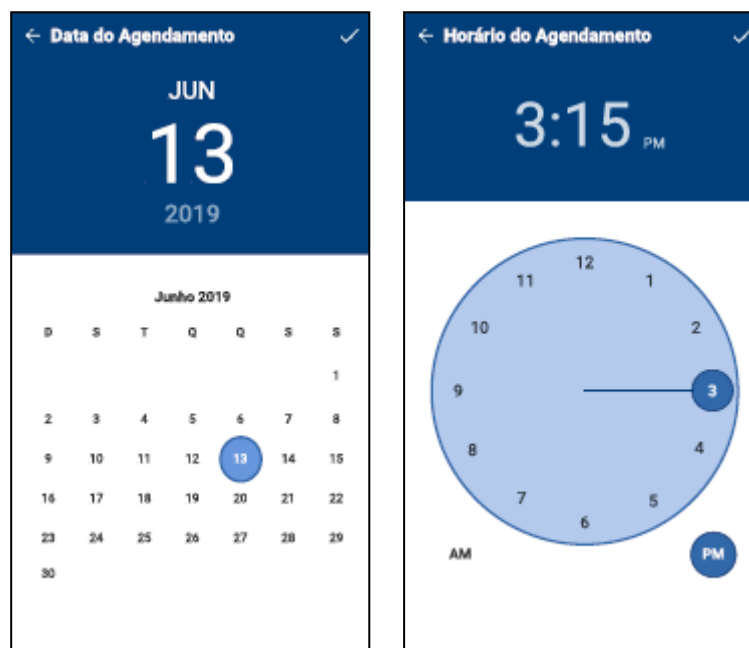 Data do Agendamento
JUN
13
2019
Junho 2019
D S T Q Q S S
1
2 3 4 5 6 7 8
9 10 11 12 13 14 15
16 17 18 19 20 21 22
23 24 25 26 27 28 29
30
Horário do Agendamento
3:15 PM
12
11 1
10 2
9 3
8 4
7 5
6
AM PM